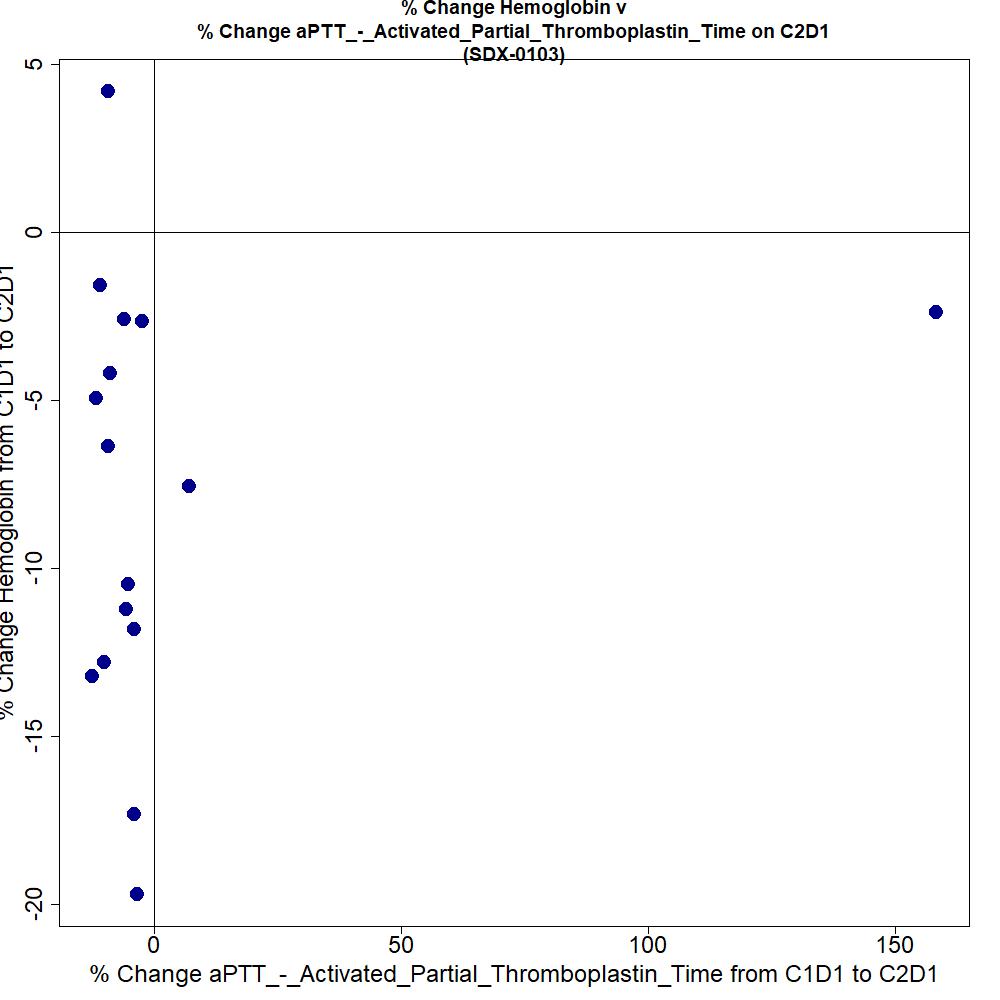 % Change Hemoglobin v
% Change aPTT_-_Activated_Partial_Thromboplastin_Time on C2D1
(SDX-0103)
% Change Hemoglobin from C1D1 to C2D1
5
0
-5
-10
-15
-20
0
50
100
150
% Change aPTT_-_Activated_Partial_Thromboplastin_Time from C1D1 to C2D1